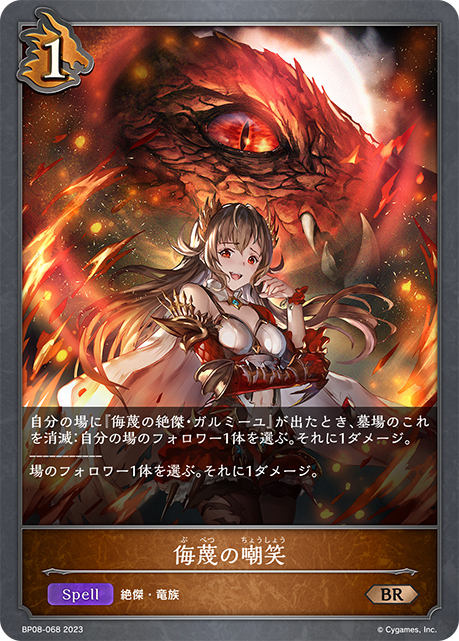 1
自分の場に『侮蔑の絶傑・ガルミーユ』が出たとき、墓場のこれ
を消滅：自分の場のフォロワー1体を選ぶ。それに1ダメージ。
場のフォロワー1体を選ぶ。それに1ダメージ。
ぶべつ ちょうしょう
侮蔑の嘲笑
Spell 絶傑・竜族 BR
BP08-068 2023 © Cygames, Inc.